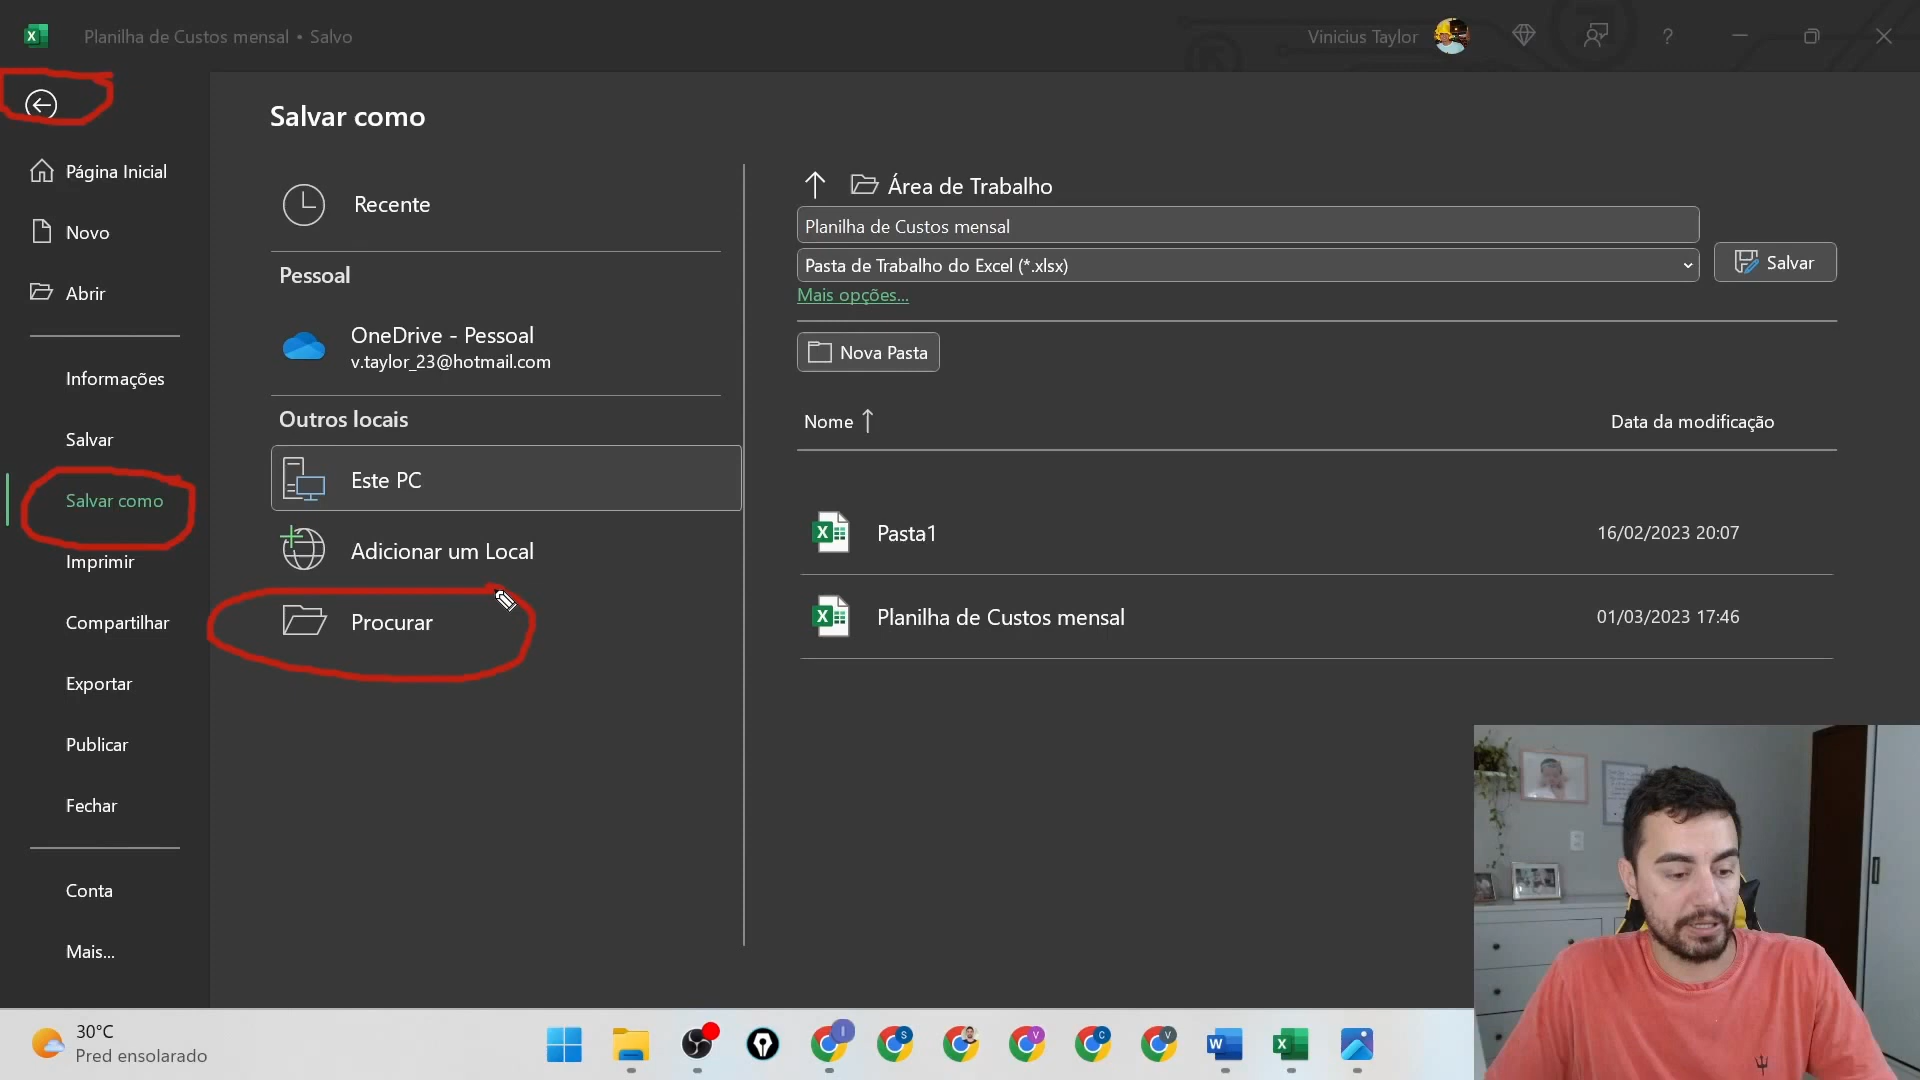 Planilha de Custos mensal • Salvo
Vinicius Taylor
?
Página Inicial
Novo
Abrir
Informações
Salvar
Salvar como
Imprimir
Compartilhar
Exportar
Publicar
Fechar
Conta
Mais...
Salvar como
Recente
Pessoal
OneDrive - Pessoal
v.taylor_23@hotmail.com
Outros locais
Este PC
Adicionar um Local
Procurar
Área de Trabalho
Planilha de Custos mensal
Pasta de Trabalho do Excel (*.xlsx)
Salvar
Mais opções...
Nova Pasta
Nome Data da modificação
Pasta1 16/02/2023 20:07
Planilha de Custos mensal 01/03/2023 17:46
30°C
Pred ensolarado